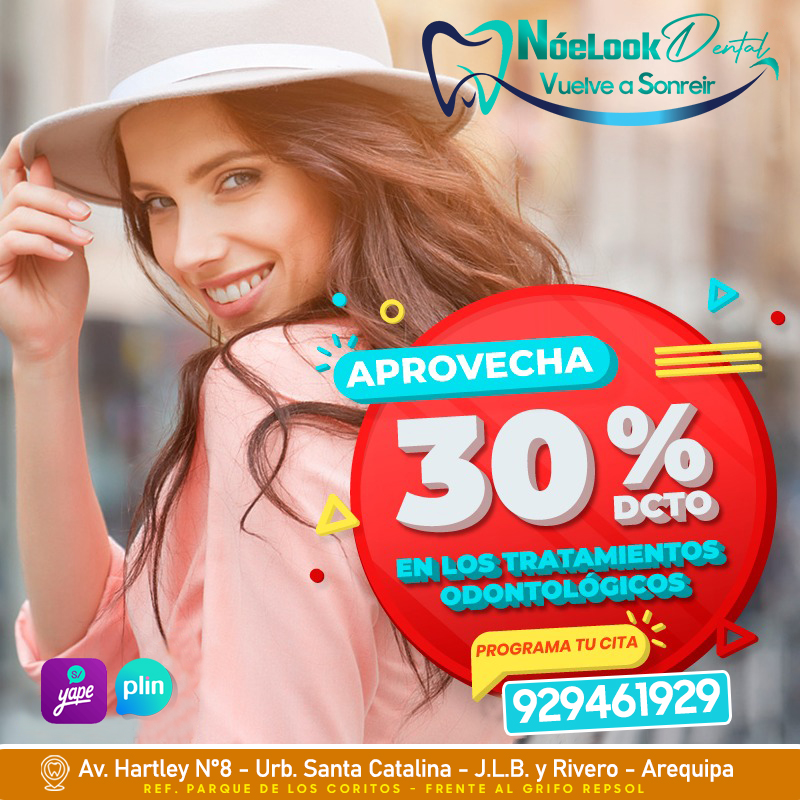 NóeLook Dental
Vuelve a Sonreir
APROVECHA
30%
DCTO
EN LOS TRATAMIENTOS
ODONTOLÓGICOS
PROGRAMA TU CITA
929461929
S/
yape
plin
Av. Hartley N°8 - Urb. Santa Catalina - J.L.B. y Rivero - Arequipa
REF. PARQUE DE LOS CORITOS - FRENTE AL GRIFO REPSOL